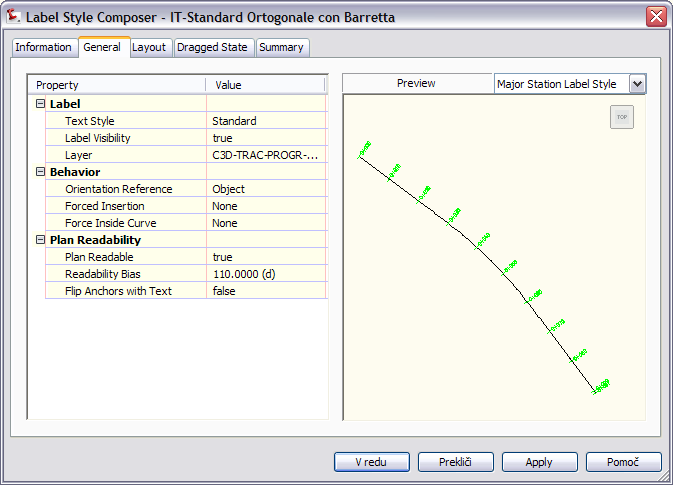 Label Style Composer - IT-Standard Ortogonale con Barretta
Information General Layout Dragged State Summary
Property Value
Label
Text Style Standard
Label Visibility true
Layer C3D-TRAC-PROGR-...
Behavior
Orientation Reference Object
Forced Insertion None
Force Inside Curve None
Plan Readability
Plan Readable true
Readability Bias 110.0000 (d)
Flip Anchors with Text false
Preview Major Station Label Style
TOP
V redu Prekliči Apply Pomoč